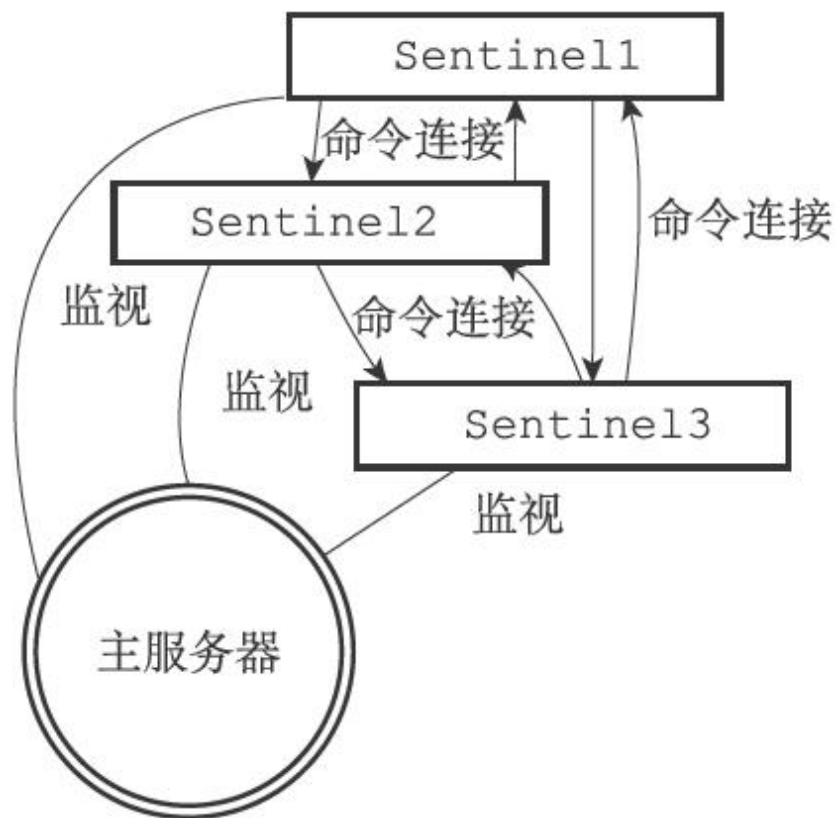 Sentinel1
命令连接
Sentinel2
命令连接
监视
命令连接
监视
Sentinel3
监视
主服务器